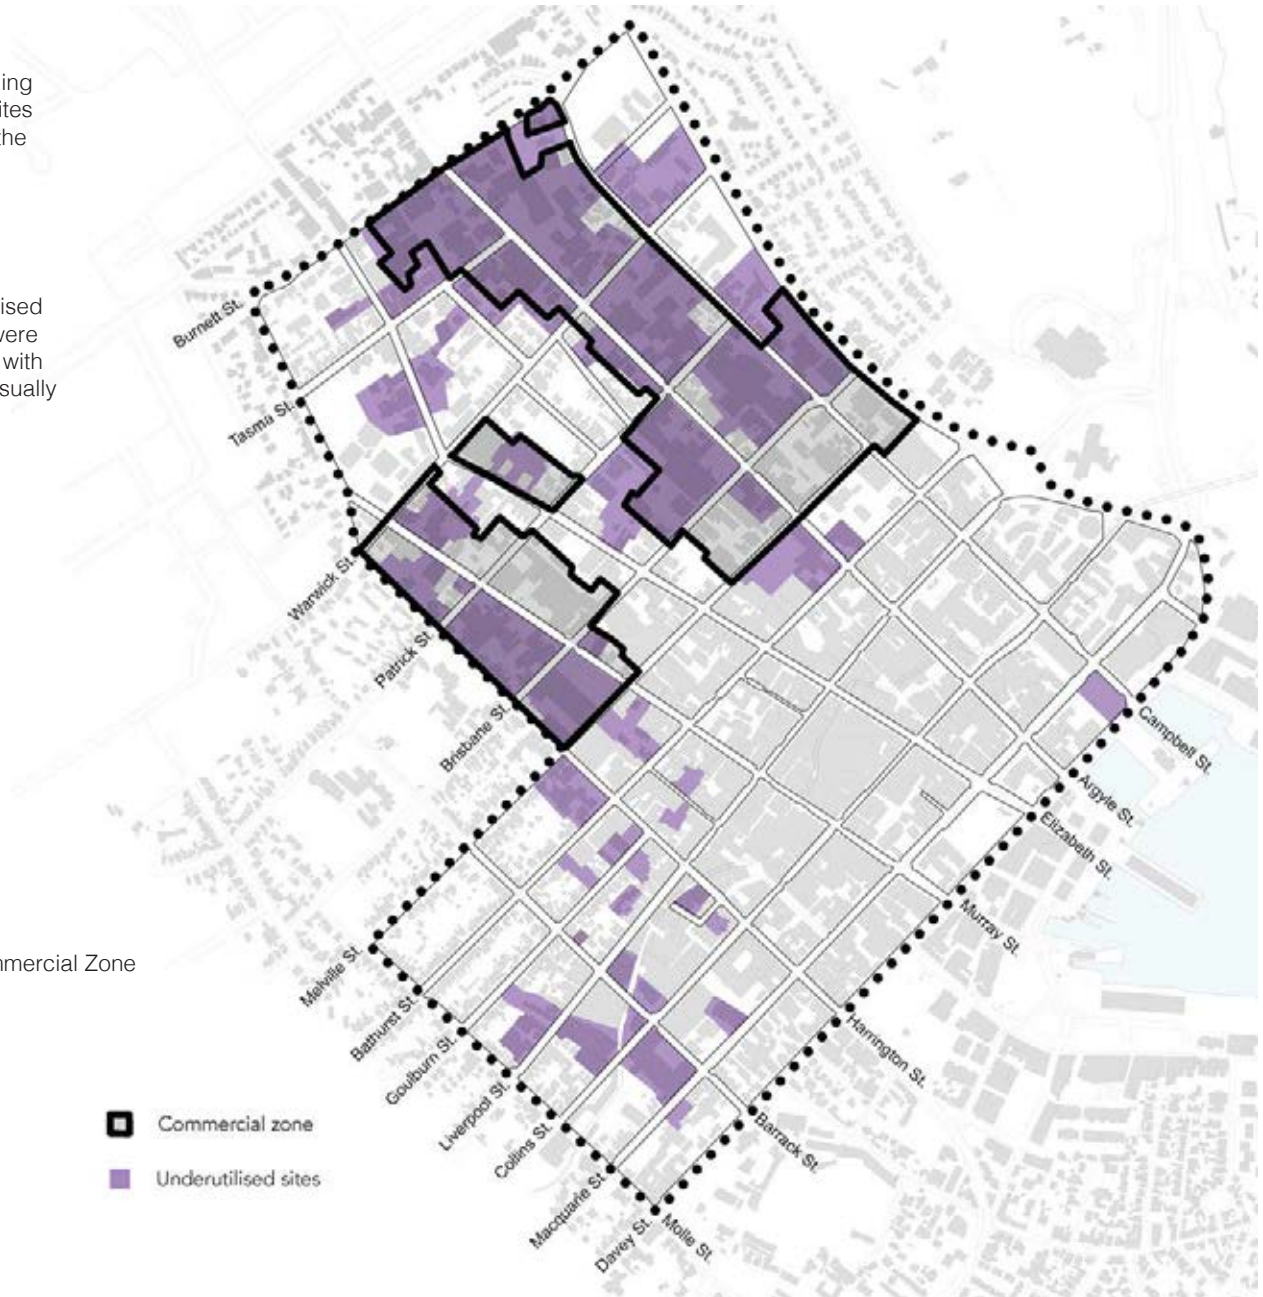 ing
ites
the
ised
were
with
sually
Burnett St.
Tasma St.
Warwick St.
Patrick St.
Brisbane St.
Campbell St.
Argyle St.
Elizabeth St.
Murray St.
mmercial Zone
Melville St.
Bathurst St.
Goulburn St.
Harrington St.
Liverpool St.
Commercial zone
Collins St.
Barrack St.
Underutilised sites
Macquarie St.
Davey St.
Molle St.